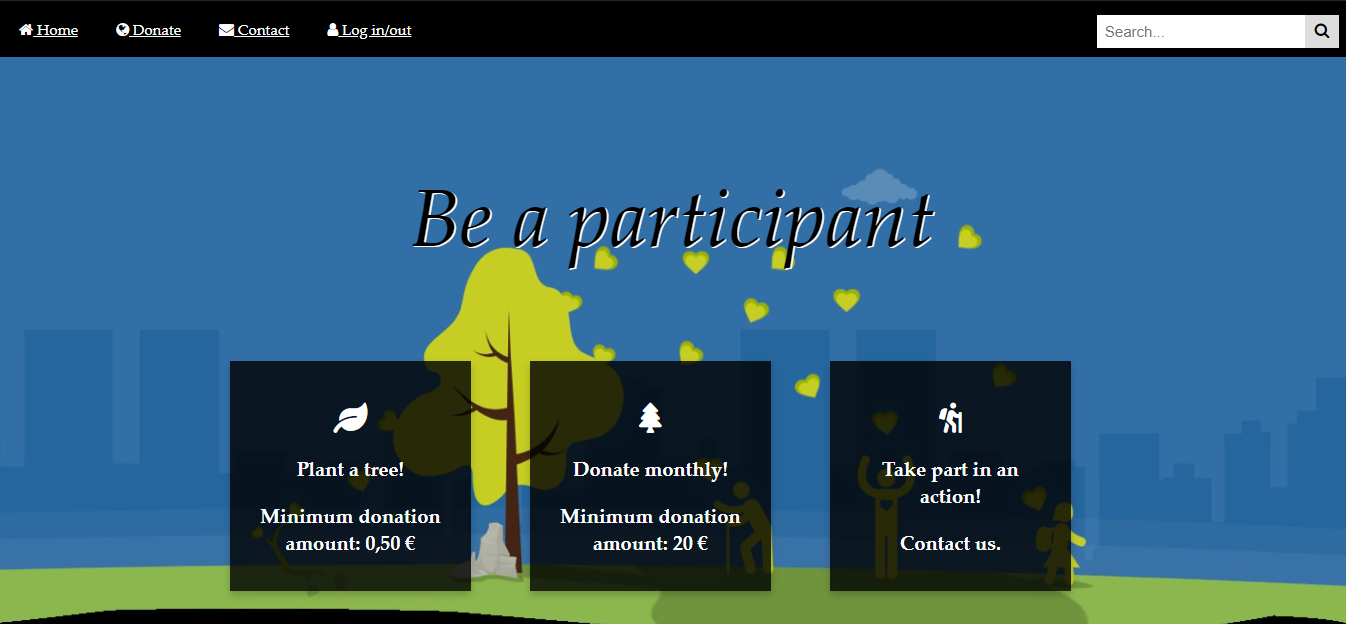 Home Donate Contact Log in/out Search...
Be a participant
Plant a tree!
Minimum donation
amount: 0,50 €
Donate monthly!
Minimum donation
amount: 20 €
Take part in an
action!
Contact us.